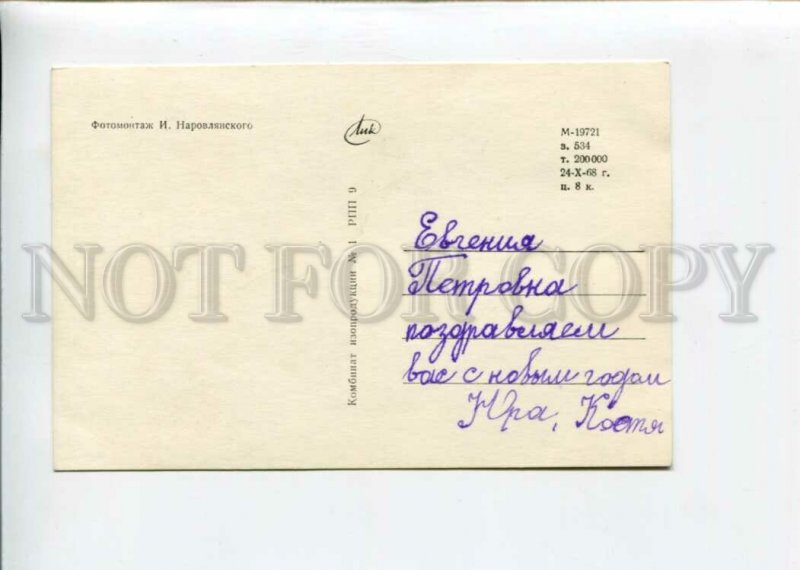 Фотомонтаж И. Наровлянского
Лик
М-19721
з. 534
т. 200000
24-X-68 г.
ц. 8 к.
Комбинат изопродукции № 1 РПП 9
Евгения
Петровна
поздравляем
вас с новым годом
Юра, Костя
NOT FOR COPY